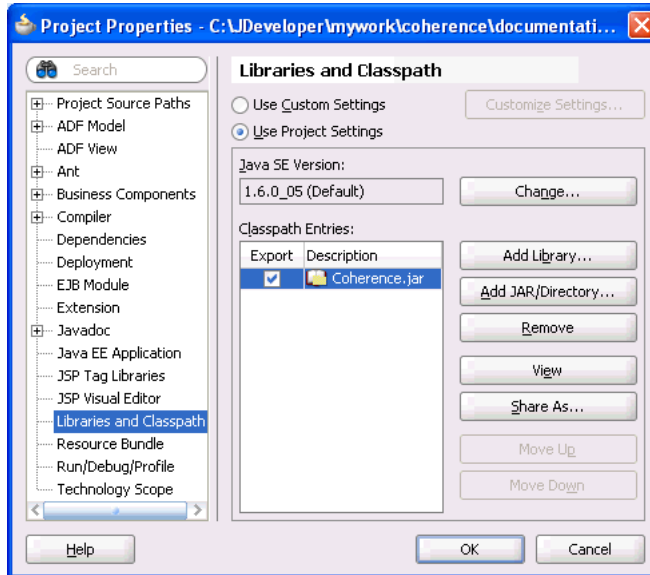 Project Properties - C:\JDeveloper\mywork\coherence\documentati...
Search
Project Source Paths
ADF Model
ADF View
Ant
Business Components
Compiler
Dependencies
Deployment
EJB Module
Extension
Javadoc
Java EE Application
JSP Tag Libraries
JSP Visual Editor
Libraries and Classpath
Resource Bundle
Run/Debug/Profile
Technology Scope
Libraries and Classpath
Use Custom Settings
Customize Settings...
Use Project Settings
Java SE Version:
1.6.0_05 (Default)
Change...
Classpath Entries:
Export Description
Coherence.jar
Add Library...
Add JAR/Directory...
Remove
View
Share As...
Move Up
Move Down
Help
OK
Cancel